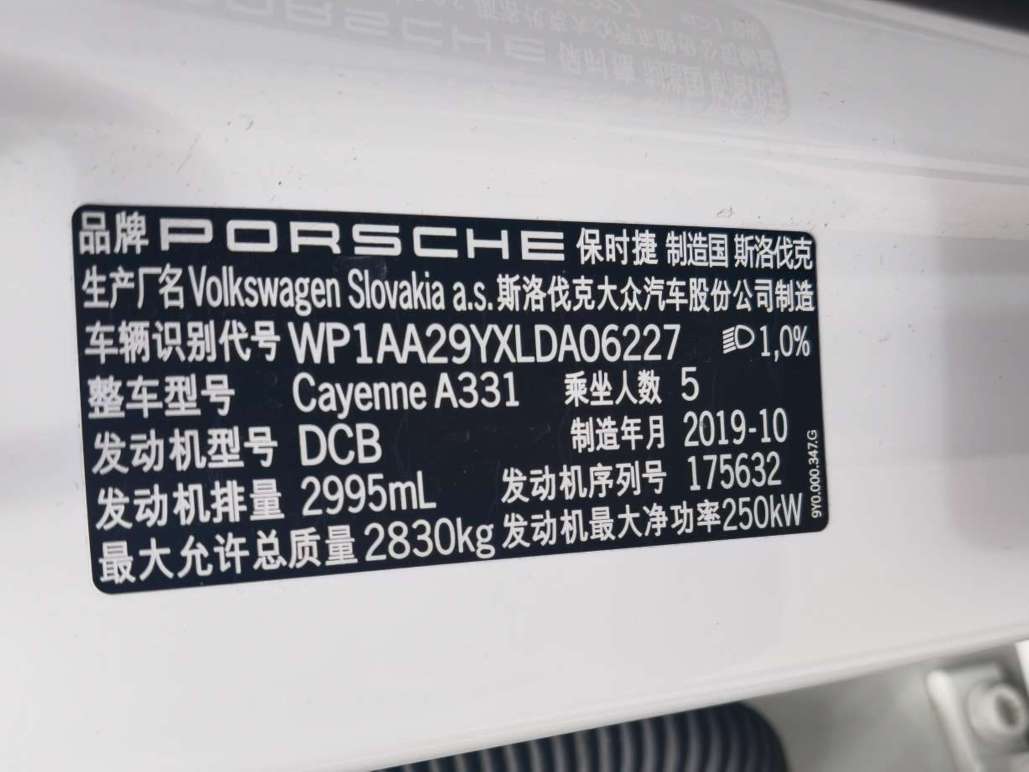 品牌 PORSCHE 保时捷 制造国 斯洛伐克
生产厂名 Volkswagen Slovakia a.s. 斯洛伐克大众汽车股份公司制造
车辆识别代号 WP1AA29YXLDA06227 1,0%
整车型号 Cayenne A331 乘坐人数 5
发动机型号 DCB 制造年月 2019-10
发动机排量 2995mL 发动机序列号 175632
最大允许总质量 2830kg 发动机最大净功率 250kW
9Y0.000.347.G